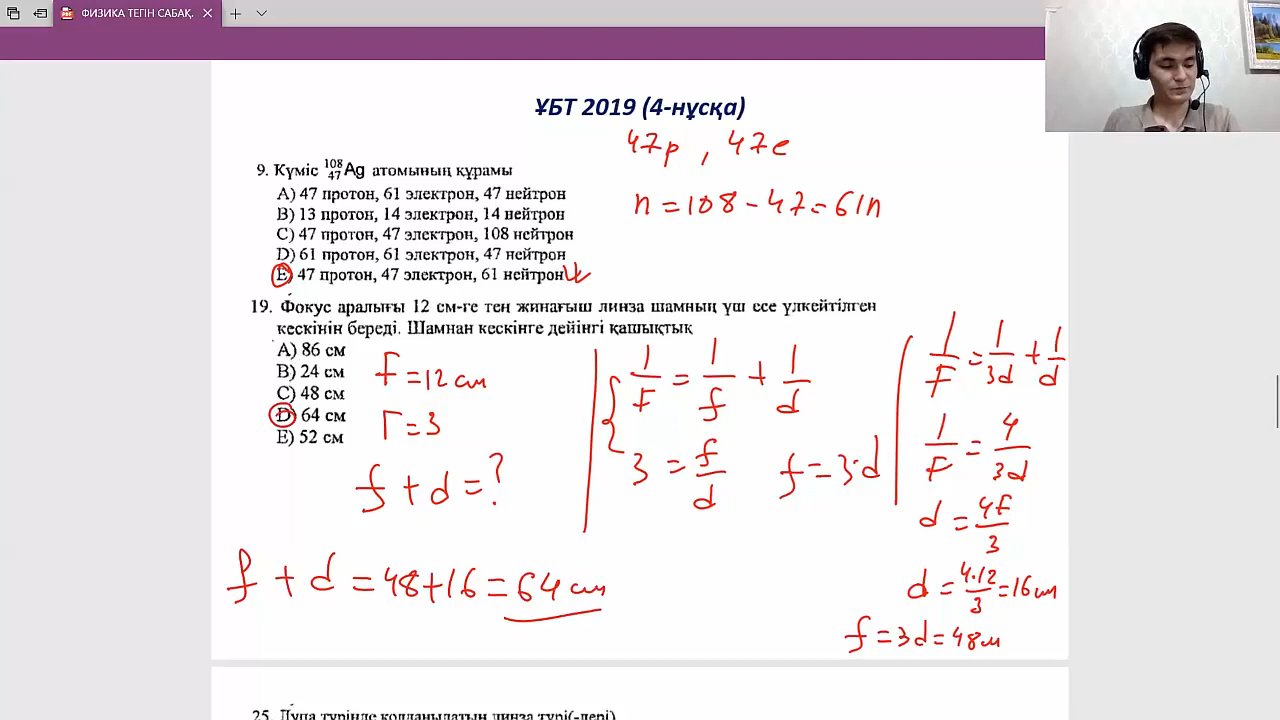 ФИЗИКА ТЕГІН САБАҚ.
ҰБТ 2019 (4-нұсқа)
47p , 47e
9. Күміс ¹⁰⁸₄₇Ag атомының құрамы
A) 47 протон, 61 электрон, 47 нейтрон
B) 13 протон, 14 электрон, 14 нейтрон
C) 47 протон, 47 электрон, 108 нейтрон
D) 61 протон, 61 электрон, 47 нейтрон
E) 47 протон, 47 электрон, 61 нейтрон
n = 108 - 47 = 61n
19. Фокус аралығы 12 см-ге тең жинағыш линза шамның үш есе үлкейтілген
кескінін береді. Шамнан кескінге дейінгі қашықтық
A) 86 см
B) 24 см
C) 48 см
D) 64 см
E) 52 см
F = 12 см
Г = 3
f + d = ?
1/F = 1/f + 1/d
3 = f/d f = 3·d
1/F = 1/3d + 1/d
1/F = 4/3d
d = 4F/3
d = 4·12/3 = 16 см
f = 3d = 48 м
f + d = 48 + 16 = 64 см
25. Лупа түрінде қолданылатын линза түрі(-лері)